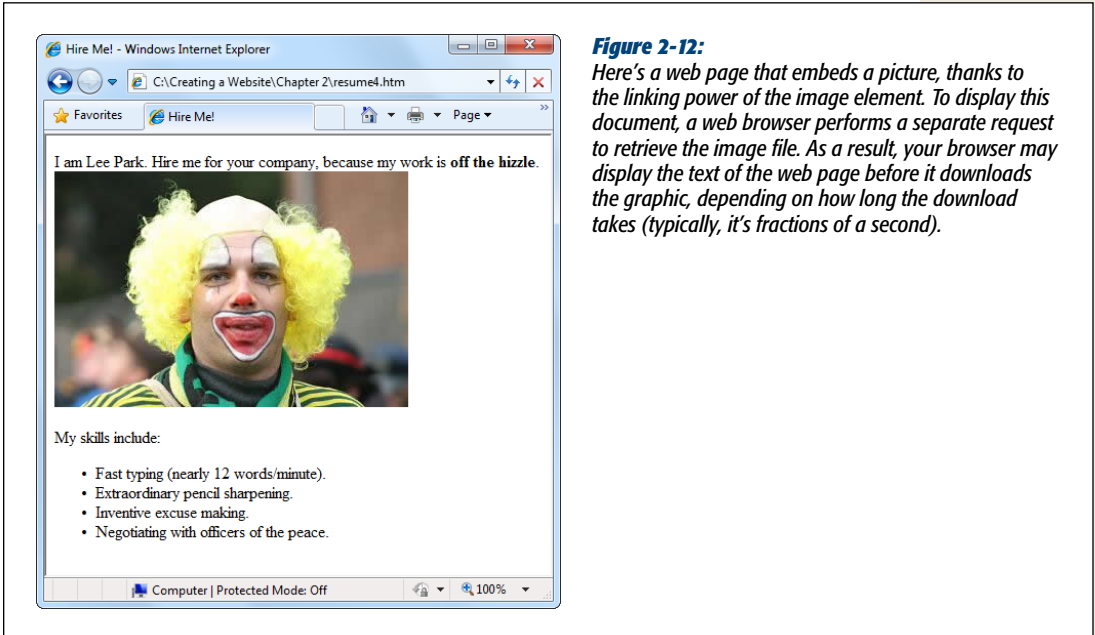 Hire Me! - Windows Internet Explorer
C:\Creating a Website\Chapter 2\resume4.htm
Favorites
Hire Me!
Page
I am Lee Park. Hire me for your company, because my work is off the hizzle.
My skills include:
• Fast typing (nearly 12 words/minute).
• Extraordinary pencil sharpening.
• Inventive excuse making.
• Negotiating with officers of the peace.
Computer | Protected Mode: Off
100%
Figure 2-12:
Here's a web page that embeds a picture, thanks to
the linking power of the image element. To display this
document, a web browser performs a separate request
to retrieve the image file. As a result, your browser may
display the text of the web page before it downloads
the graphic, depending on how long the download
takes (typically, it's fractions of a second).